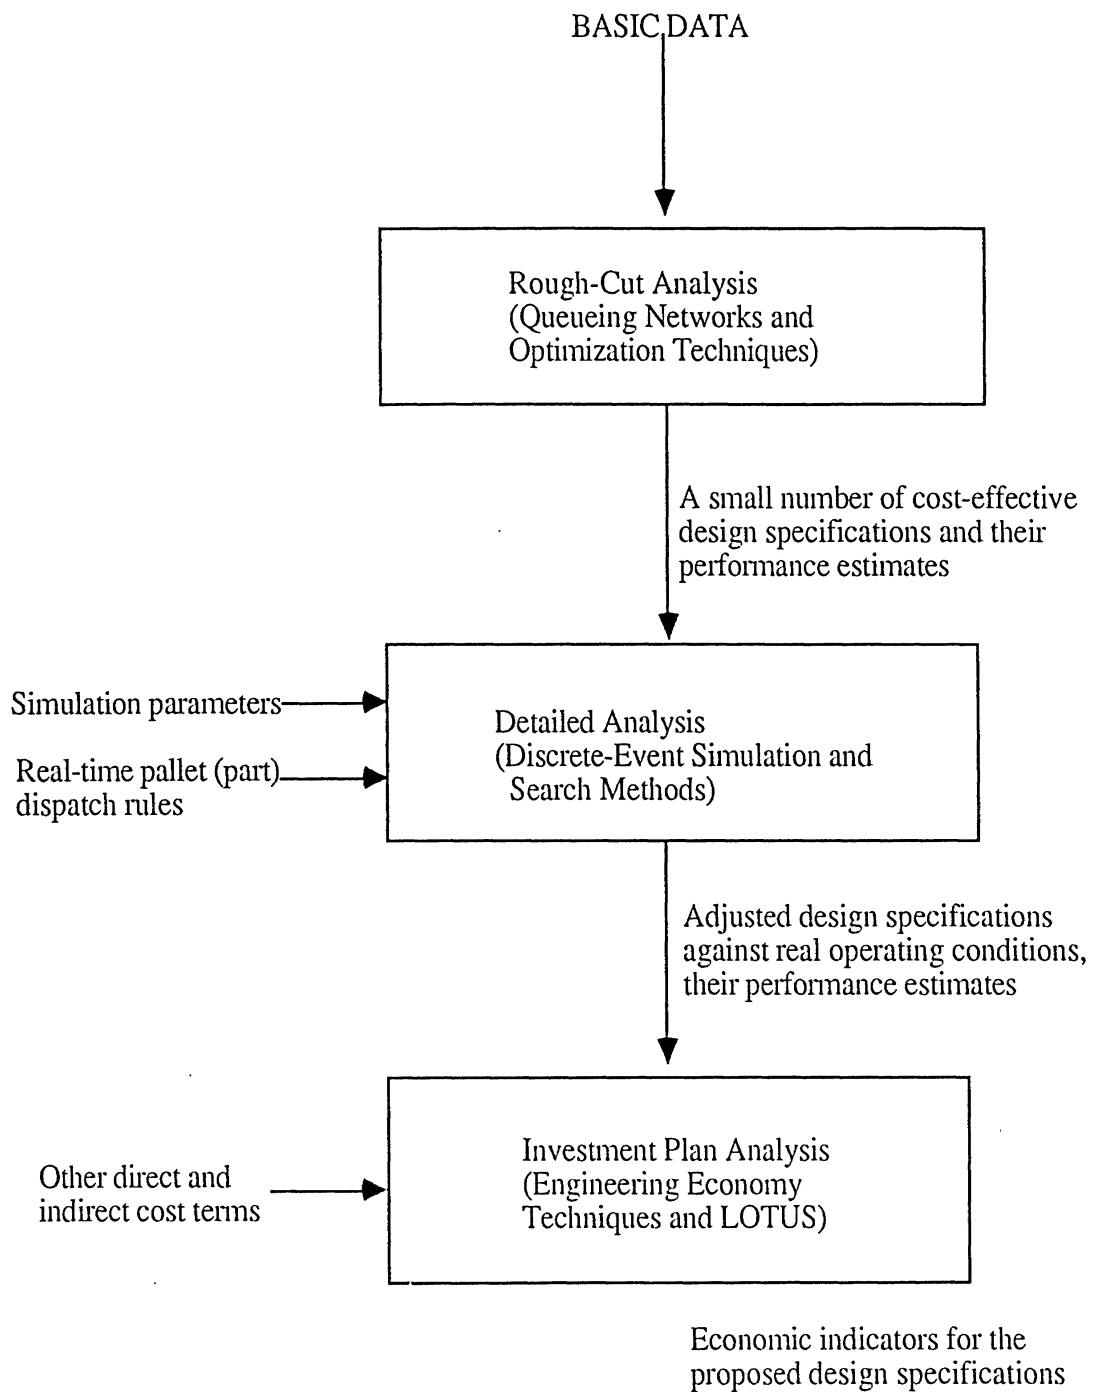 BASIC DATA
Rough-Cut Analysis
(Queueing Networks and
Optimization Techniques)
A small number of cost-effective
design specifications and their
performance estimates
Simulation parameters
Real-time pallet (part)
dispatch rules
Detailed Analysis
(Discrete-Event Simulation and
Search Methods)
Adjusted design specifications
against real operating conditions,
their performance estimates
Other direct and
indirect cost terms
Investment Plan Analysis
(Engineering Economy
Techniques and LOTUS)
Economic indicators for the
proposed design specifications